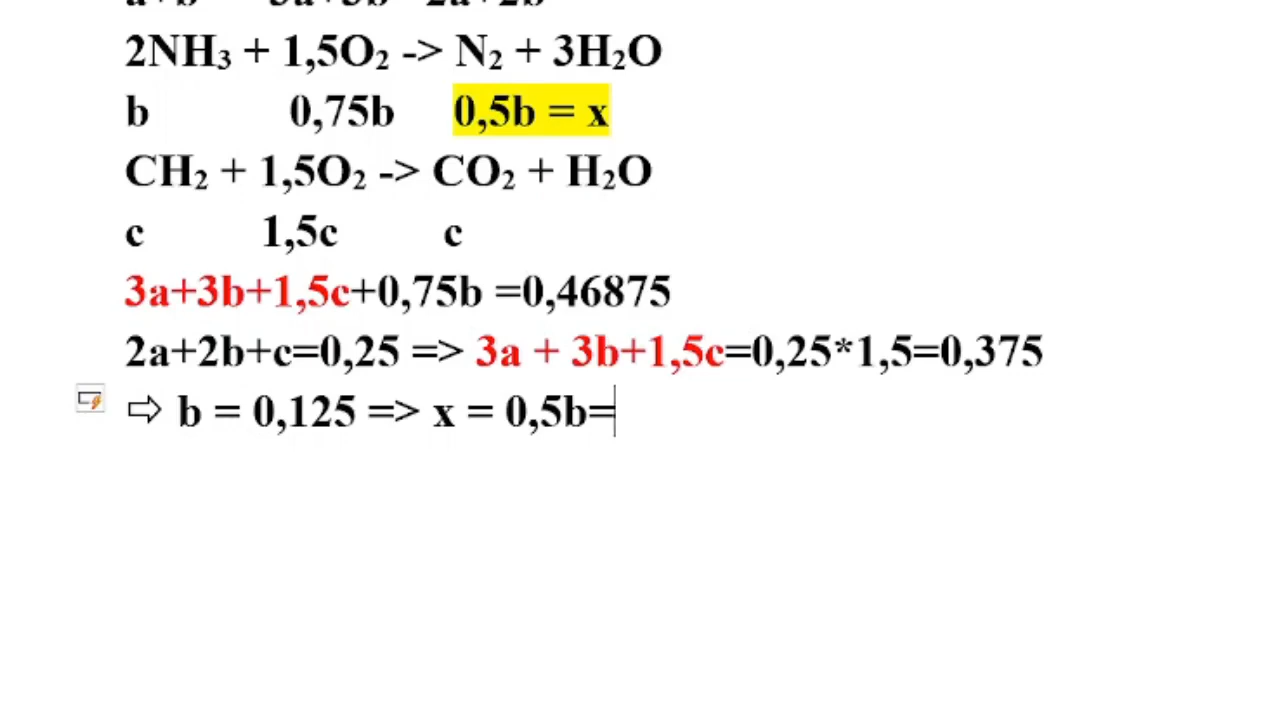 2NH₃ + 1,5O₂ -> N₂ + 3H₂O
b 0,75b 0,5b = x
CH₂ + 1,5O₂ -> CO₂ + H₂O
c 1,5c c
3a+3b+1,5c+0,75b =0,46875
2a+2b+c=0,25 => 3a + 3b+1,5c=0,25*1,5=0,375
⇨ b = 0,125 => x = 0,5b=